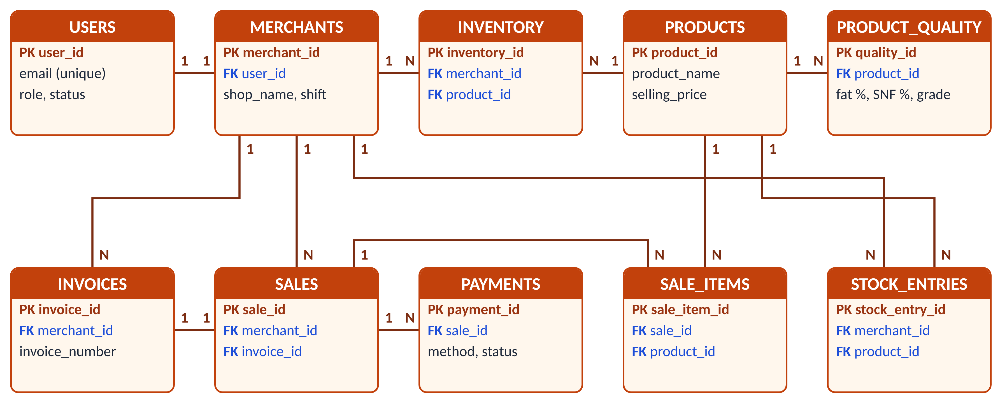 USERS
PK user_id
email (unique)
role, status
1 1
MERCHANTS
PK merchant_id
FK user_id
shop_name, shift
1 N
INVENTORY
PK inventory_id
FK merchant_id
FK product_id
N 1
PRODUCTS
PK product_id
product_name
selling_price
1 N
PRODUCT_QUALITY
PK quality_id
FK product_id
fat %, SNF %, grade
1 1 1 1 1
N N 1 N N N N
INVOICES
PK invoice_id
FK merchant_id
invoice_number
1 1
SALES
PK sale_id
FK merchant_id
FK invoice_id
1 N
PAYMENTS
PK payment_id
FK sale_id
method, status
SALE_ITEMS
PK sale_item_id
FK sale_id
FK product_id
STOCK_ENTRIES
PK stock_entry_id
FK merchant_id
FK product_id